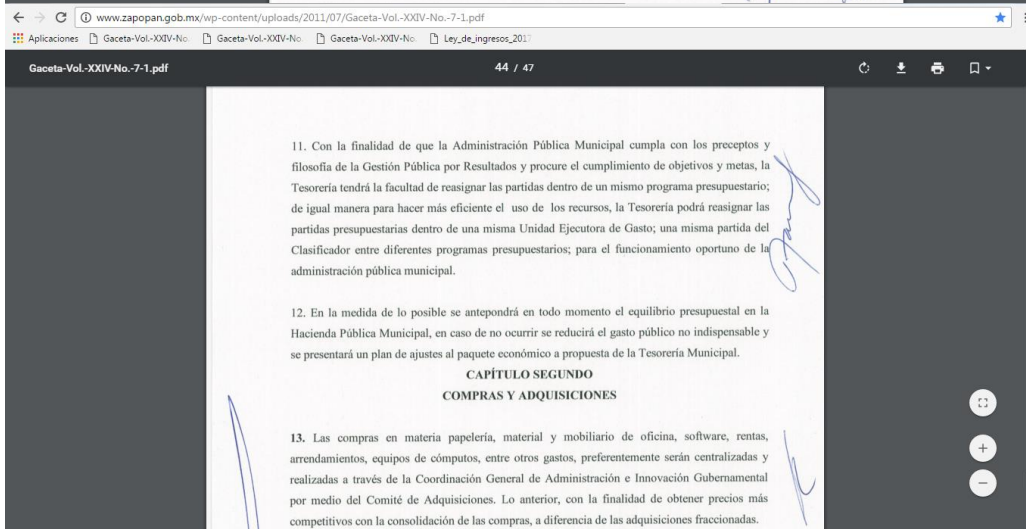 www.zapopan.gob.mx/wp-content/uploads/2011/07/Gaceta-Vol.-XXIV-No.-7-1.pdf
Aplicaciones Gaceta-Vol.-XXIV-No. Gaceta-Vol.-XXIV-No. Gaceta-Vol.-XXIV-No. Ley_de_ingresos_2017
Gaceta-Vol.-XXIV-No.-7-1.pdf 44 / 47
11. Con la finalidad de que la Administración Pública Municipal cumpla con los preceptos y
filosofía de la Gestión Pública por Resultados y procure el cumplimiento de objetivos y metas, la
Tesorería tendrá la facultad de reasignar las partidas dentro de un mismo programa presupuestario;
de igual manera para hacer más eficiente el uso de los recursos, la Tesorería podrá reasignar las
partidas presupuestarias dentro de una misma Unidad Ejecutora de Gasto; una misma partida del
Clasificador entre diferentes programas presupuestarios; para el funcionamiento oportuno de la
administración pública municipal.
12. En la medida de lo posible se antepondrá en todo momento el equilibrio presupuestal en la
Hacienda Pública Municipal, en caso de no ocurrir se reducirá el gasto público no indispensable y
se presentará un plan de ajustes al paquete económico a propuesta de la Tesorería Municipal.
CAPÍTULO SEGUNDO
COMPRAS Y ADQUISICIONES
13. Las compras en materia papelería, material y mobiliario de oficina, software, rentas,
arrendamientos, equipos de cómputos, entre otros gastos, preferentemente serán centralizadas y
realizadas a través de la Coordinación General de Administración e Innovación Gubernamental
por medio del Comité de Adquisiciones. Lo anterior, con la finalidad de obtener precios más
competitivos con la consolidación de las compras, a diferencia de las adquisiciones fraccionadas.